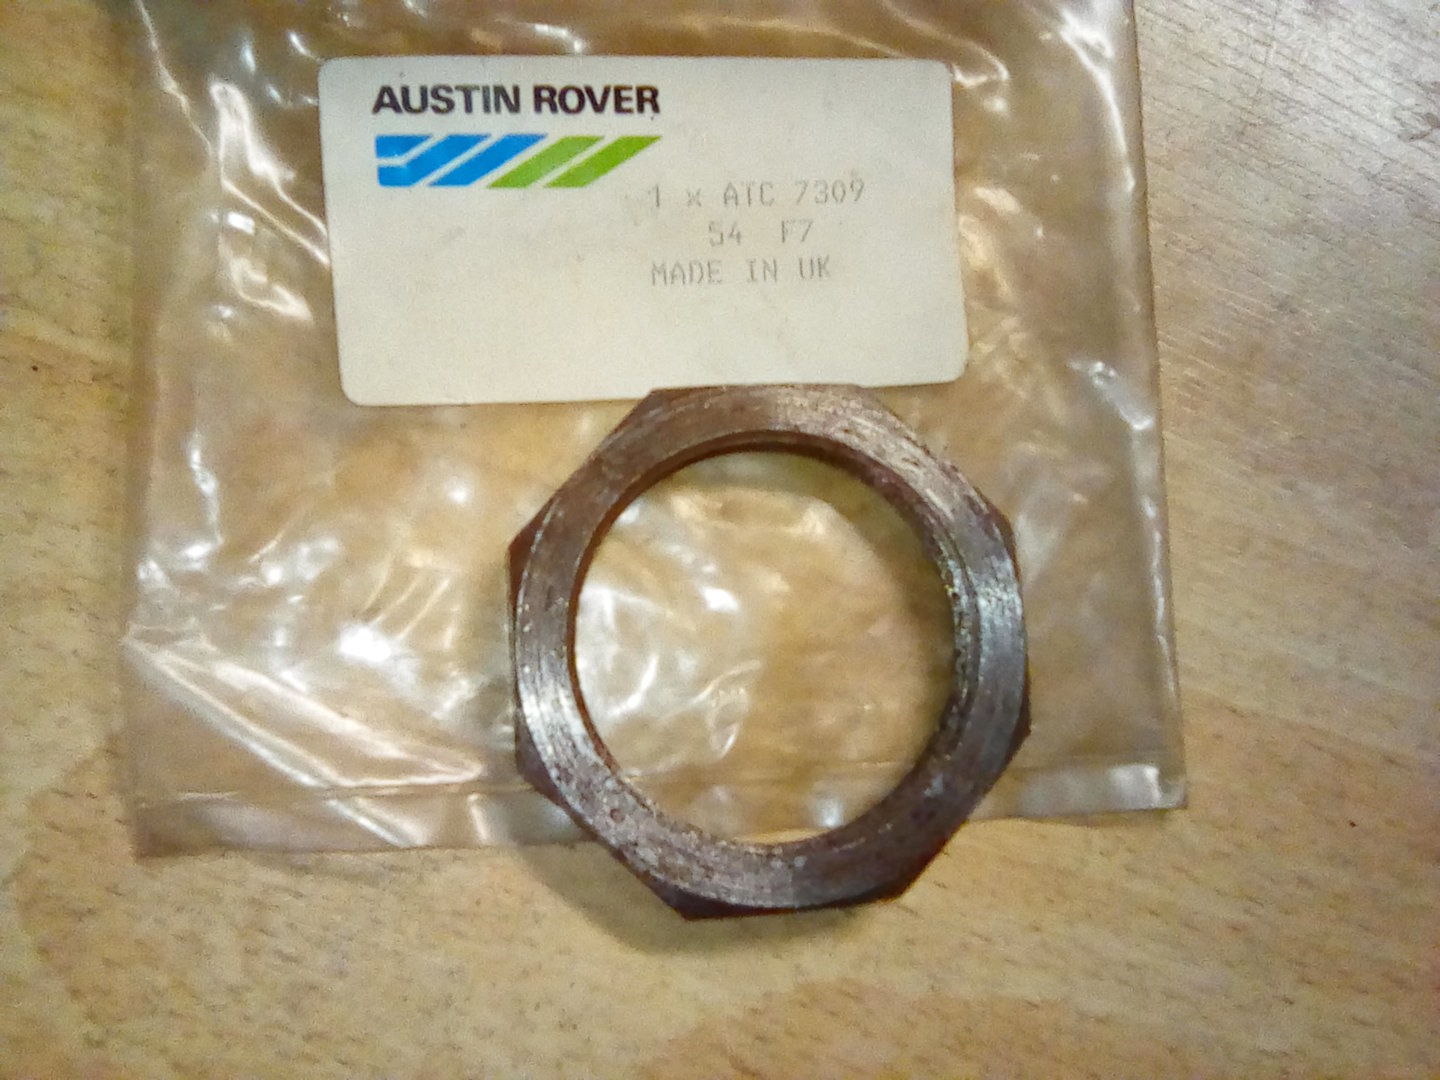 AUSTIN ROVER
1 x ATC 7309
54 F7
MADE IN UK